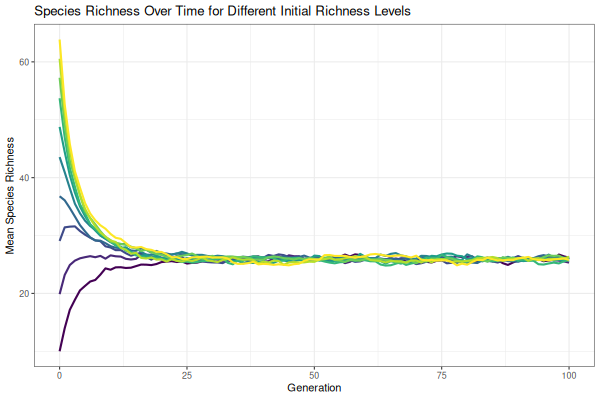 Species Richness Over Time for Different Initial Richness Levels
60
40
20
Mean Species Richness
0 25 50 75 100
Generation